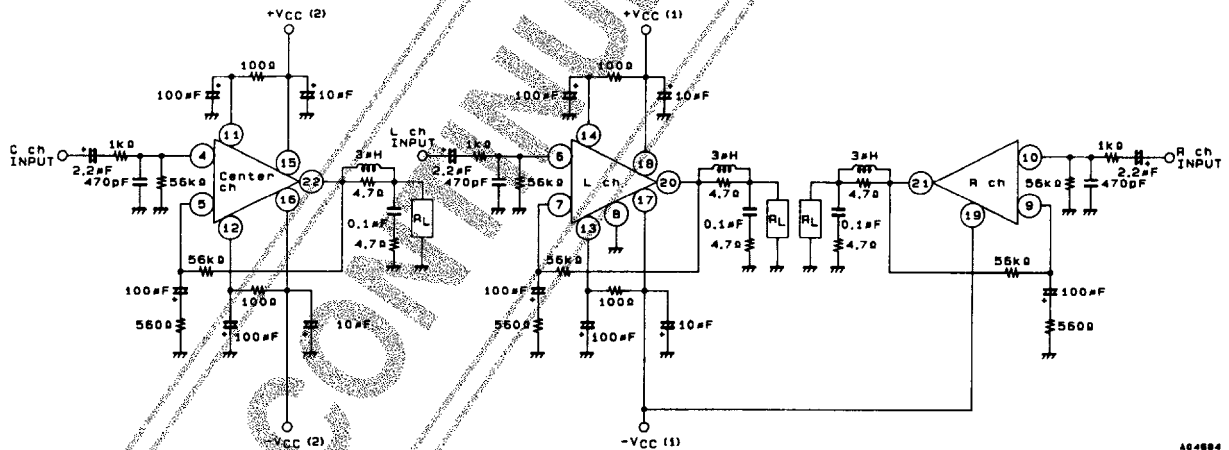 +VCC (2)
+VCC (1)
100Ω
100μF
10μF
100Ω
100μF
10μF
C ch
INPUT
1kΩ
2.2μF
470pF
56kΩ
4
5
11
12
15
16
22
Center
ch
3μH
4.7Ω
0.1μF
4.7Ω
RL
56kΩ
100μF
560Ω
100Ω
100μF
10μF
-VCC (2)
L ch
INPUT
1kΩ
2.2μF
470pF
56kΩ
6
7
14
13
18
17
8
20
L ch
3μH
4.7Ω
0.1μF
4.7Ω
RL
56kΩ
100μF
560Ω
100Ω
100μF
10μF
-VCC (1)
RL
3μH
4.7Ω
0.1μF
4.7Ω
21
R ch
19
10
9
1kΩ
R ch
INPUT
2.2μF
56kΩ
470pF
56kΩ
100μF
560Ω
A04684